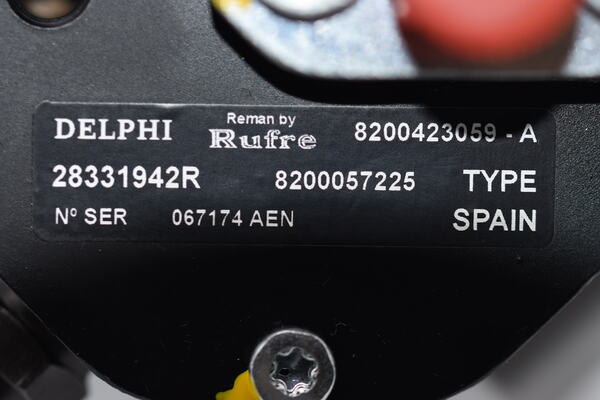 Reman by
DELPHI Rufre 8200423059 - A
28331942R 8200057225 TYPE
Nº SER 067174 AEN SPAIN